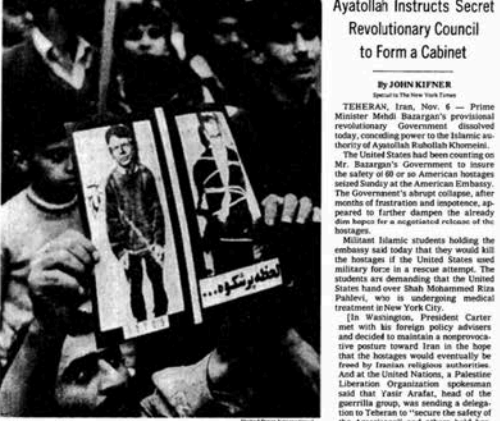 لحظه پرشکوه...
Ayatollah Instructs Secret
Revolutionary Council
to Form a Cabinet
By JOHN KIFNER
Special to The New York Times
TEHERAN, Iran, Nov. 6 — Prime
Minister Mehdi Bazargan's provisional
revolutionary Government dissolved
today, conceding power to the Islamic au-
thority of Ayatollah Ruhollah Khomeini.
The United States had been counting on
Mr. Bazargan's Government to insure
the safety of 60 or so American hostages
seized Sunday at the American Embassy.
The Government's abrupt collapse, after
months of frustration and impotence, ap-
peared to further dampen the already
dim hopes for a negotiated release of the
hostages.
Militant Islamic students holding the
embassy said today that they would kill
the hostages if the United States used
military force in a rescue attempt. The
students are demanding that the United
States hand over Shah Mohammed Riza
Pahlevi, who is undergoing medical
treatment in New York City.
[In Washington, President Carter
met with his foreign policy advisers
and decided to maintain a nonprovoca-
tive posture toward Iran in the hope
that the hostages would eventually be
freed by Iranian religious authorities.
And at the United Nations, a Palestine
Liberation Organization spokesman
said that Yasir Arafat, head of the
guerrilla group, was sending a delega-
tion to Teheran to "secure the safety of